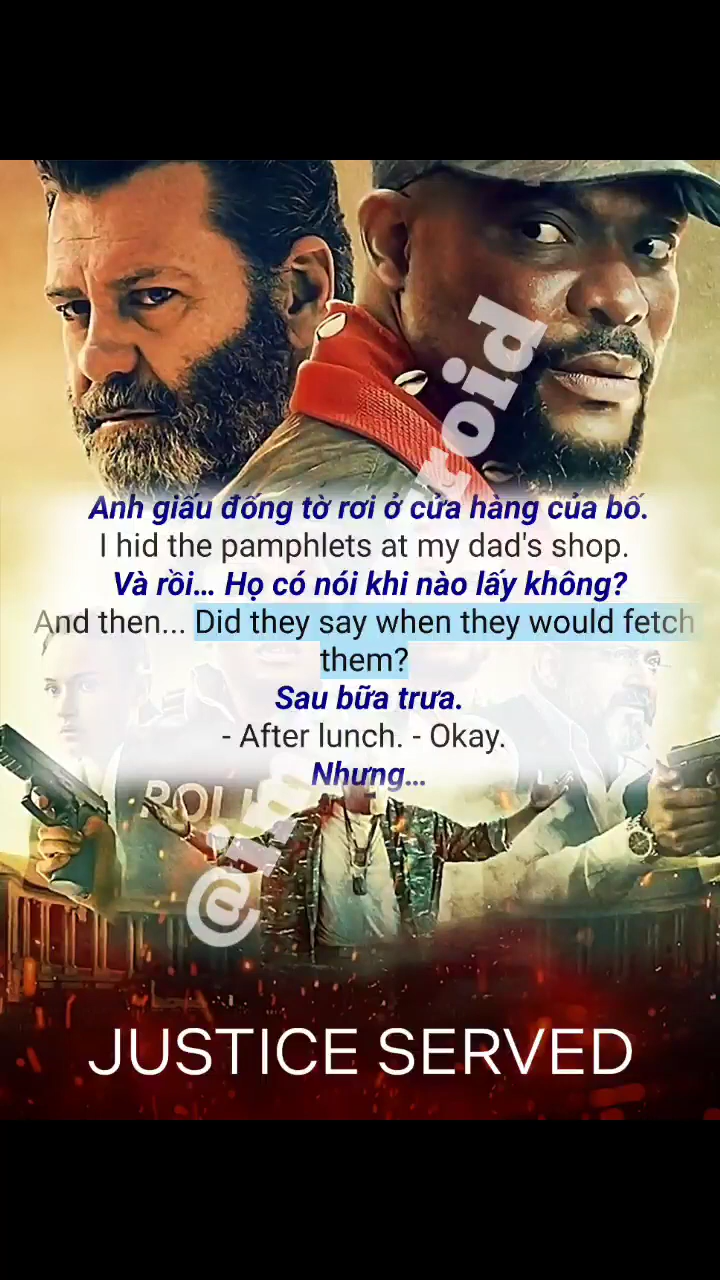 Anh giấu đống tờ rơi ở cửa hàng của bố.
I hid the pamphlets at my dad's shop.
Và rồi... Họ có nói khi nào lấy không?
And then... Did they say when they would fetch
them?
Sau bữa trưa.
- After lunch. - Okay.
Nhưng...
JUSTICE SERVED